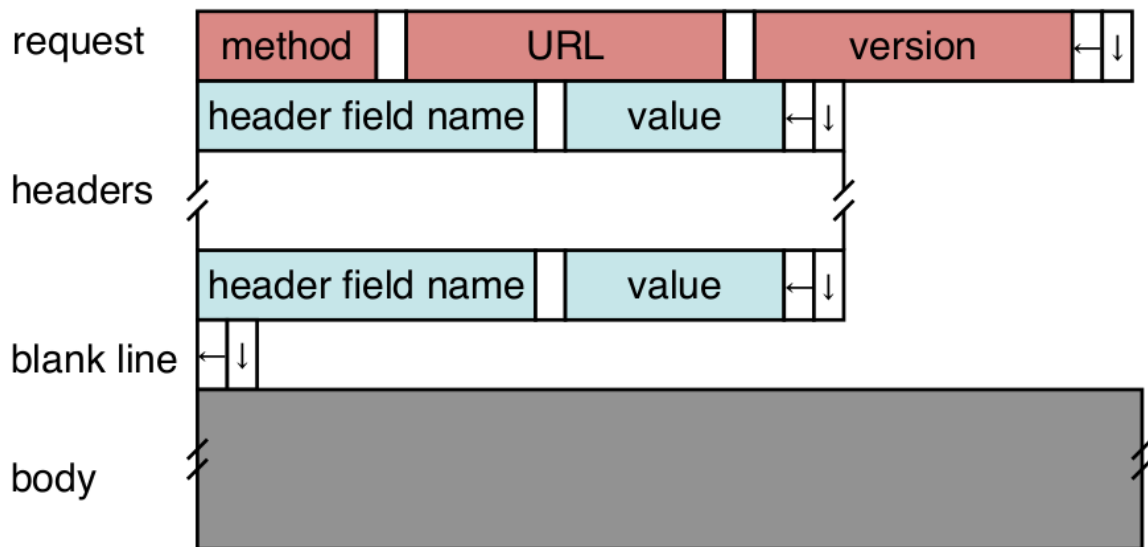 request method URL version ← ↓
header field name value ← ↓
headers
header field name value ← ↓
blank line ← ↓
body